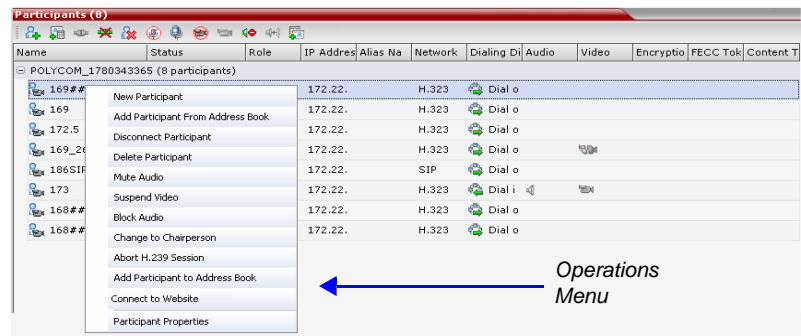 Participants (8)
Name Status Role IP Addres Alias Na Network Dialing Di Audio Video Encryptio FECC Tok Content T
POLYCOM_1780343365 (8 participants)
169## 172.22. H.323 Dial o
169 172.22. H.323 Dial o
172.5 172.22. H.323 Dial o
169_26 172.22. H.323 Dial o
186SIP 172.22. SIP Dial o
173 172.22. H.323 Dial i
168## 172.22. H.323 Dial o
168## 172.22. H.323 Dial o
New Participant
Add Participant From Address Book
Disconnect Participant
Delete Participant
Mute Audio
Suspend Video
Block Audio
Change to Chairperson
Abort H.239 Session
Add Participant to Address Book
Connect to Website
Participant Properties
Operations
Menu